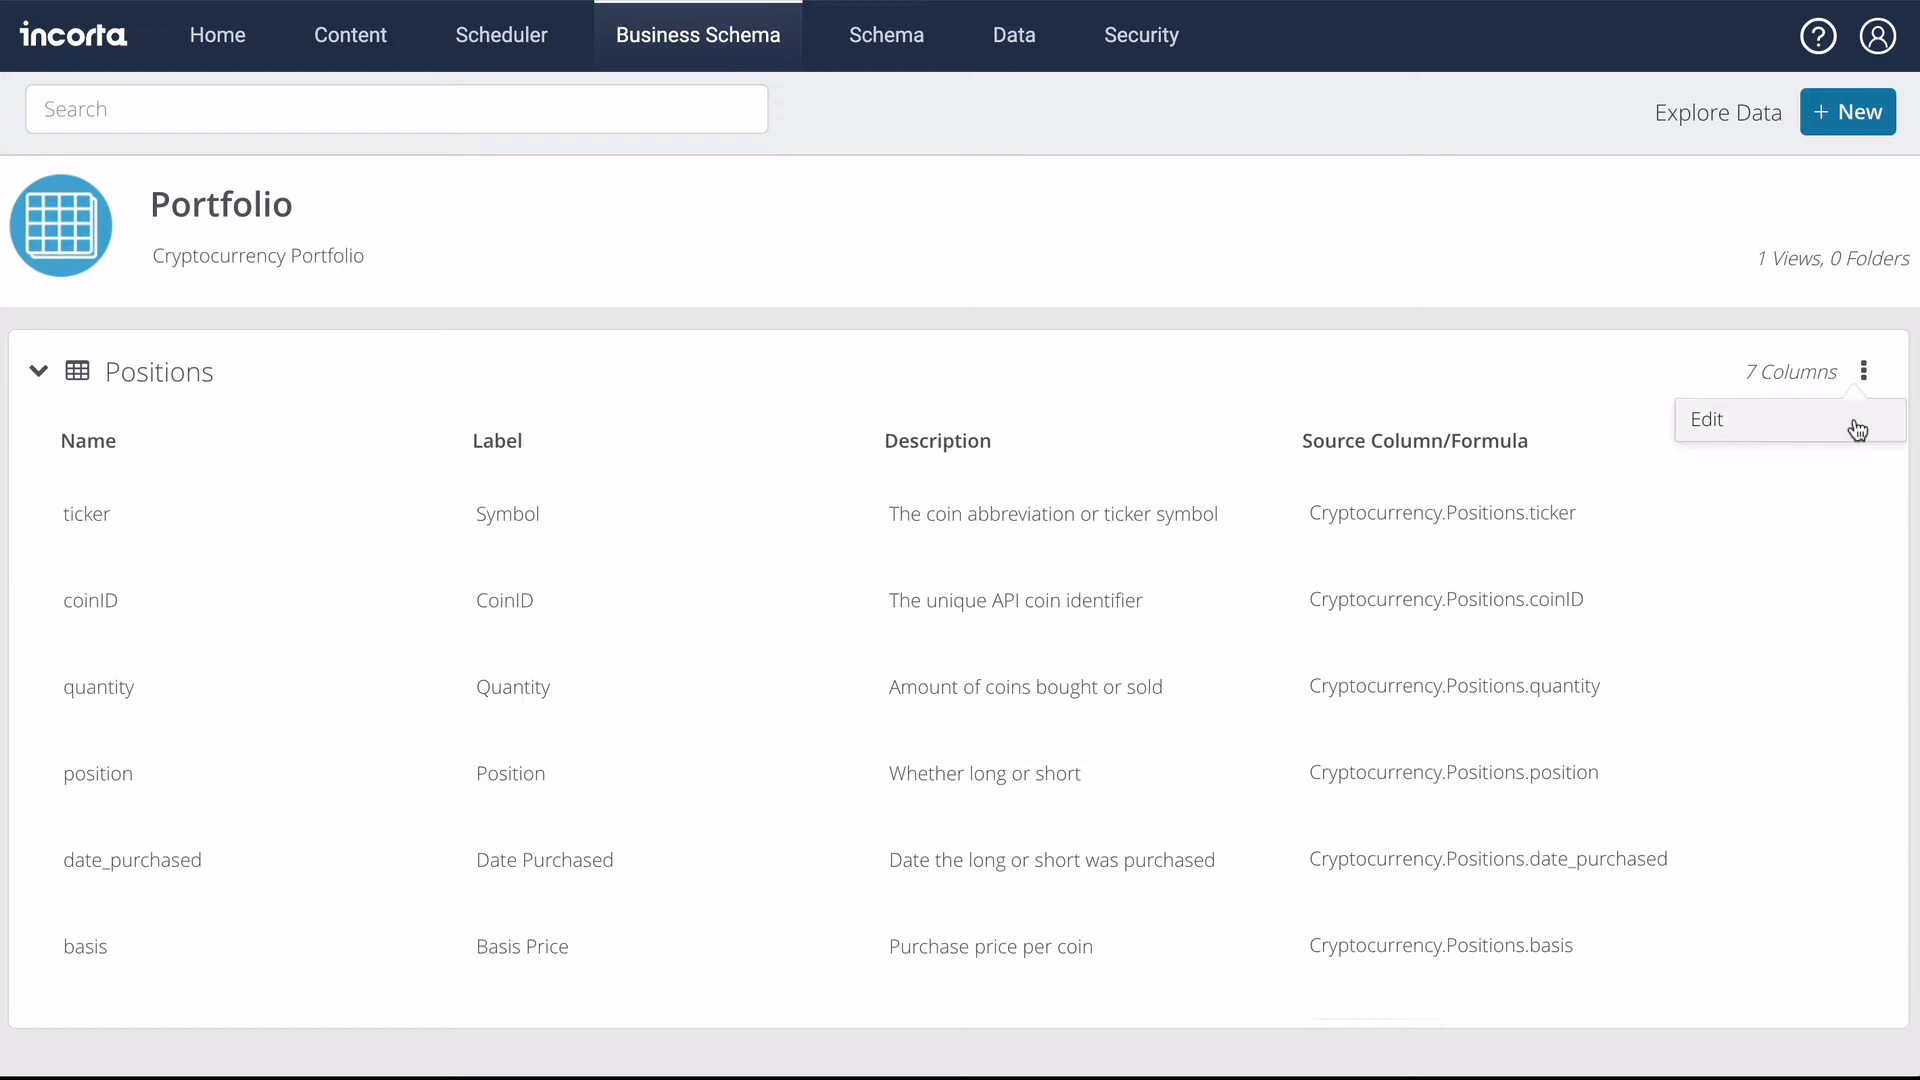 incorta Home Content Scheduler Business Schema Schema Data Security ?
Search Explore Data + New
Portfolio
Cryptocurrency Portfolio
1 Views, 0 Folders
Positions 7 Columns
Edit
Name Label Description Source Column/Formula
ticker Symbol The coin abbreviation or ticker symbol Cryptocurrency.Positions.ticker
coinID CoinID The unique API coin identifier Cryptocurrency.Positions.coinID
quantity Quantity Amount of coins bought or sold Cryptocurrency.Positions.quantity
position Position Whether long or short Cryptocurrency.Positions.position
date_purchased Date Purchased Date the long or short was purchased Cryptocurrency.Positions.date_purchased
basis Basis Price Purchase price per coin Cryptocurrency.Positions.basis